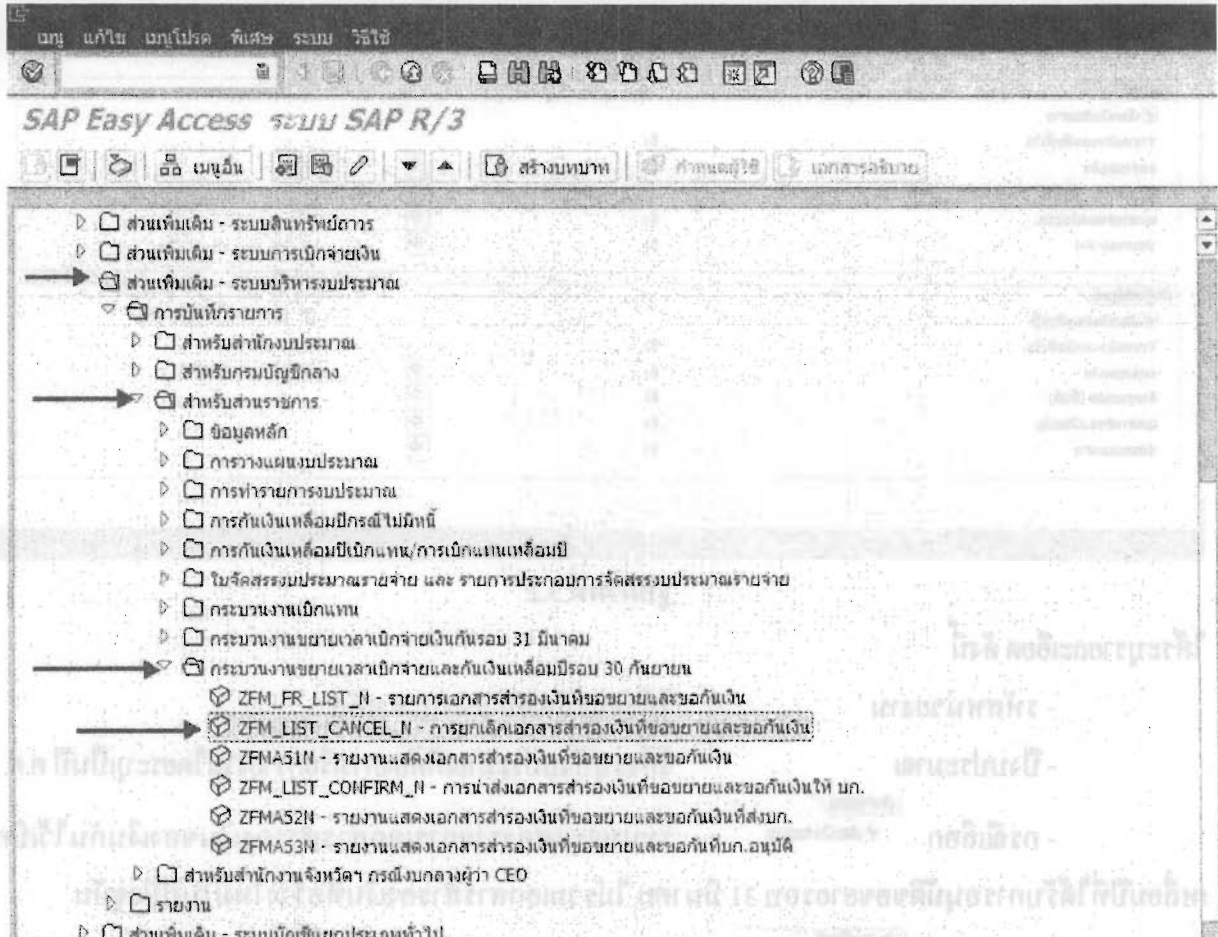 เมนู แก้ไข เมนูโปรด พิเศษ ระบบ วิธีใช้
SAP Easy Access ระบบ SAP R/3
เมนูอื่น สร้างบทบาท กำหนดผู้ใช้ เอกสารอธิบาย
ส่วนเพิ่มเติม - ระบบสินทรัพย์ถาวร
ส่วนเพิ่มเติม - ระบบการเบิกจ่ายเงิน
ส่วนเพิ่มเติม - ระบบบริหารงบประมาณ
การบันทึกรายการ
สำหรับสำนักงบประมาณ
สำหรับกรมบัญชีกลาง
สำหรับส่วนราชการ
ข้อมูลหลัก
การวางแผนงบประมาณ
การทำรายการงบประมาณ
การกันเงินเหลื่อมปีกรณีไม่มีหนี้
การกันเงินเหลื่อมปีเบิกแทน/การเบิกแทนเหลื่อมปี
ใบจัดสรรงบประมาณรายจ่าย และ รายการประกอบการจัดสรรงบประมาณรายจ่าย
กระบวนงานเบิกแทน
กระบวนงานขยายเวลาเบิกจ่ายเงินกันรอบ 31 มีนาคม
กระบวนงานขยายเวลาเบิกจ่ายและกันเงินเหลื่อมปีรอบ 30 กันยายน
ZFM_FR_LIST_N - รายการเอกสารสำรองเงินที่ขอขยายและขอกันเงิน
ZFM_LIST_CANCEL_N - การยกเลิกเอกสารสำรองเงินที่ขอขยายและขอกันเงิน
ZFMA51N - รายงานแสดงเอกสารสำรองเงินที่ขอขยายและขอกันเงิน
ZFM_LIST_CONFIRM_N - การนำส่งเอกสารสำรองเงินที่ขอขยายและขอกันเงินให้ บก.
ZFMA52N - รายงานแสดงเอกสารสำรองเงินที่ขอขยายและขอกันเงินที่ส่งบก.
ZFMA53N - รายงานแสดงเอกสารสำรองเงินที่ขอขยายและขอกันที่บก.อนุมัติ
สำหรับสำนักงานจังหวัดฯ กรณีงบกลางผู้ว่า CEO
รายงาน
ส่วนเพิ่มเติม - ระบบบัญชีแยกประเภททั่วไป